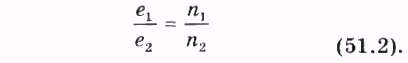 e₁/e₂ = n₁/n₂ (51.2).